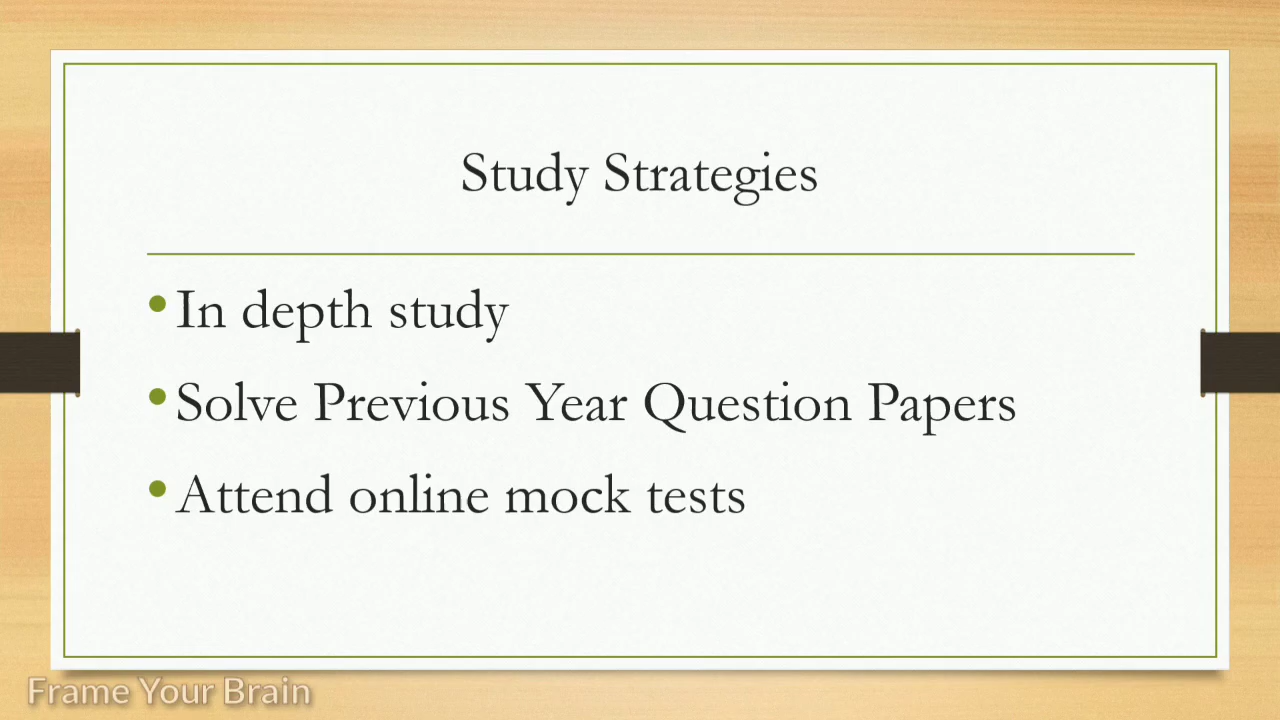 Study Strategies
• In depth study
• Solve Previous Year Question Papers
• Attend online mock tests
Frame Your Brain